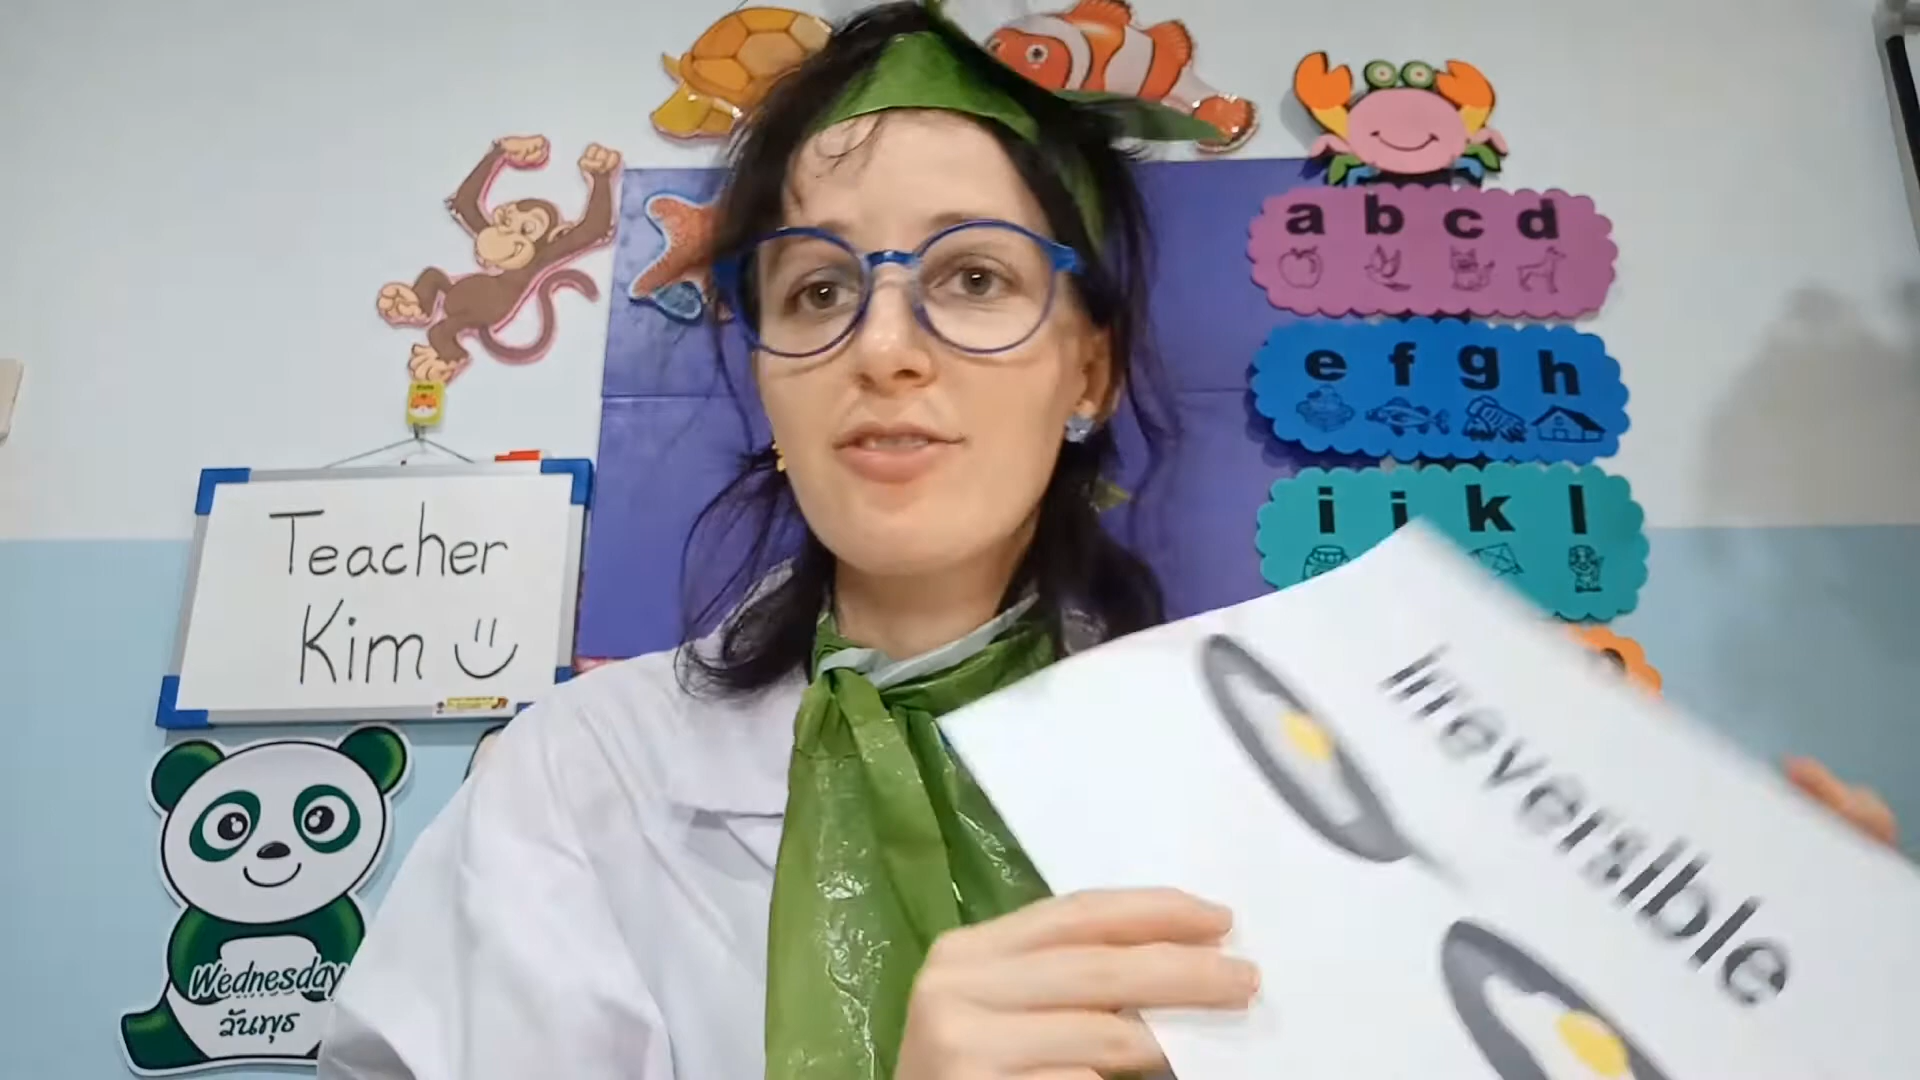 Teacher
Kim
a b c d
e f g h
i j k l
irreversible
Wednesday
วันพุธ